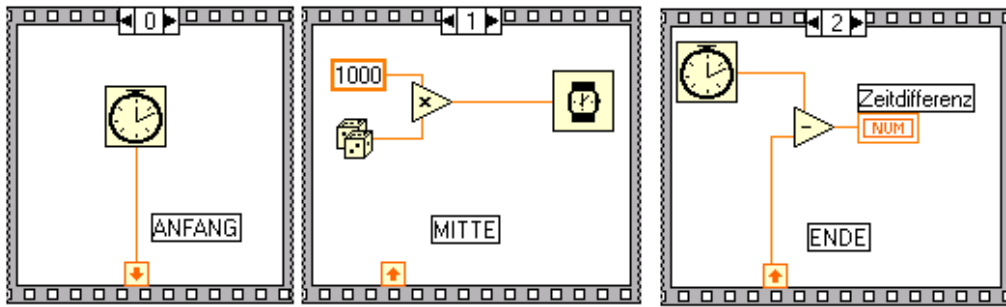 0
ANFANG
1
1000
x
MITTE
2
Zeitdifferenz
-
NUM
ENDE